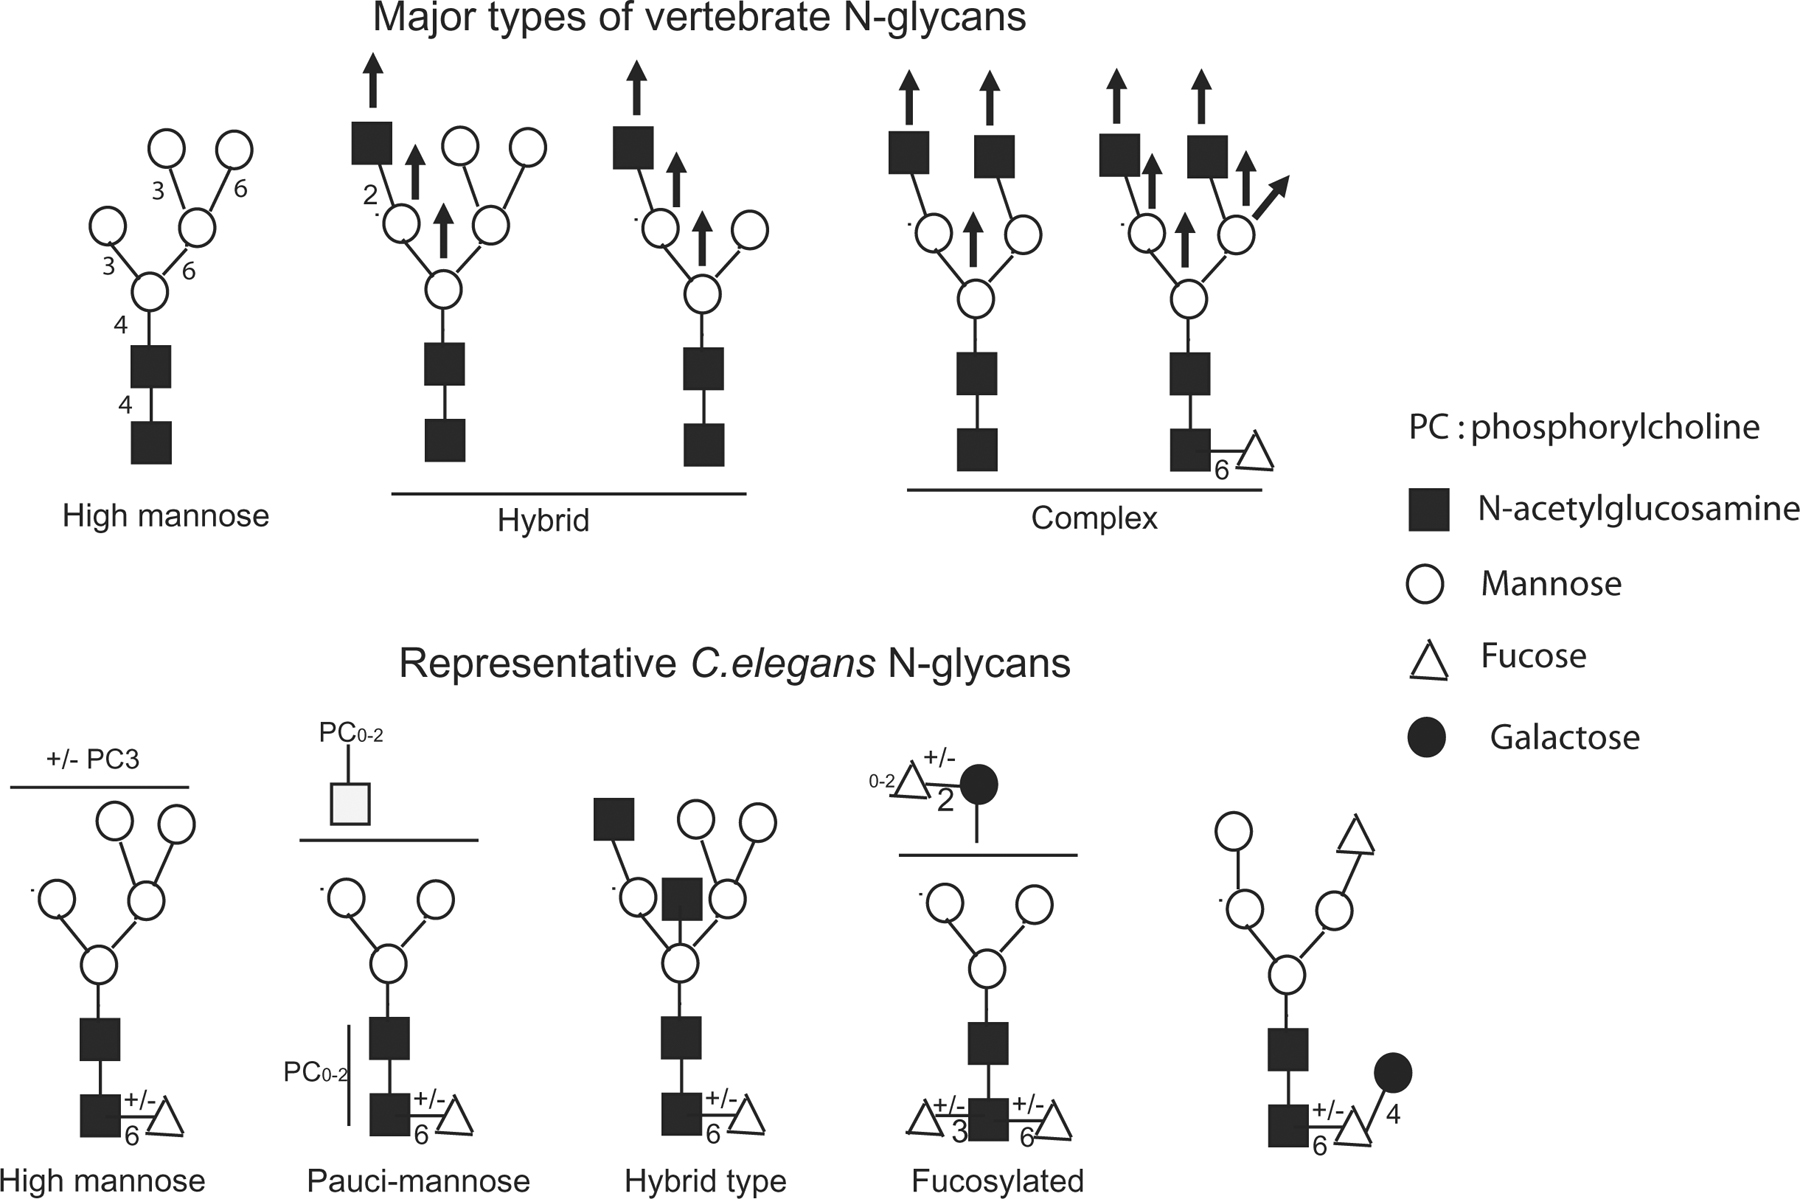 Major types of vertebrate N-glycans
3
6
3
6
4
4
2
6
High mannose
Hybrid
Complex
PC : phosphorylcholine
N-acetylglucosamine
Mannose
Fucose
Galactose
Representative C.elegans N-glycans
+/- PC3
PC0-2
0-2
+/-
2
PC0-2
+/-
6
+/-
6
+/-
6
+/-
3
+/-
6
+/-
6
4
High mannose
Pauci-mannose
Hybrid type
Fucosylated